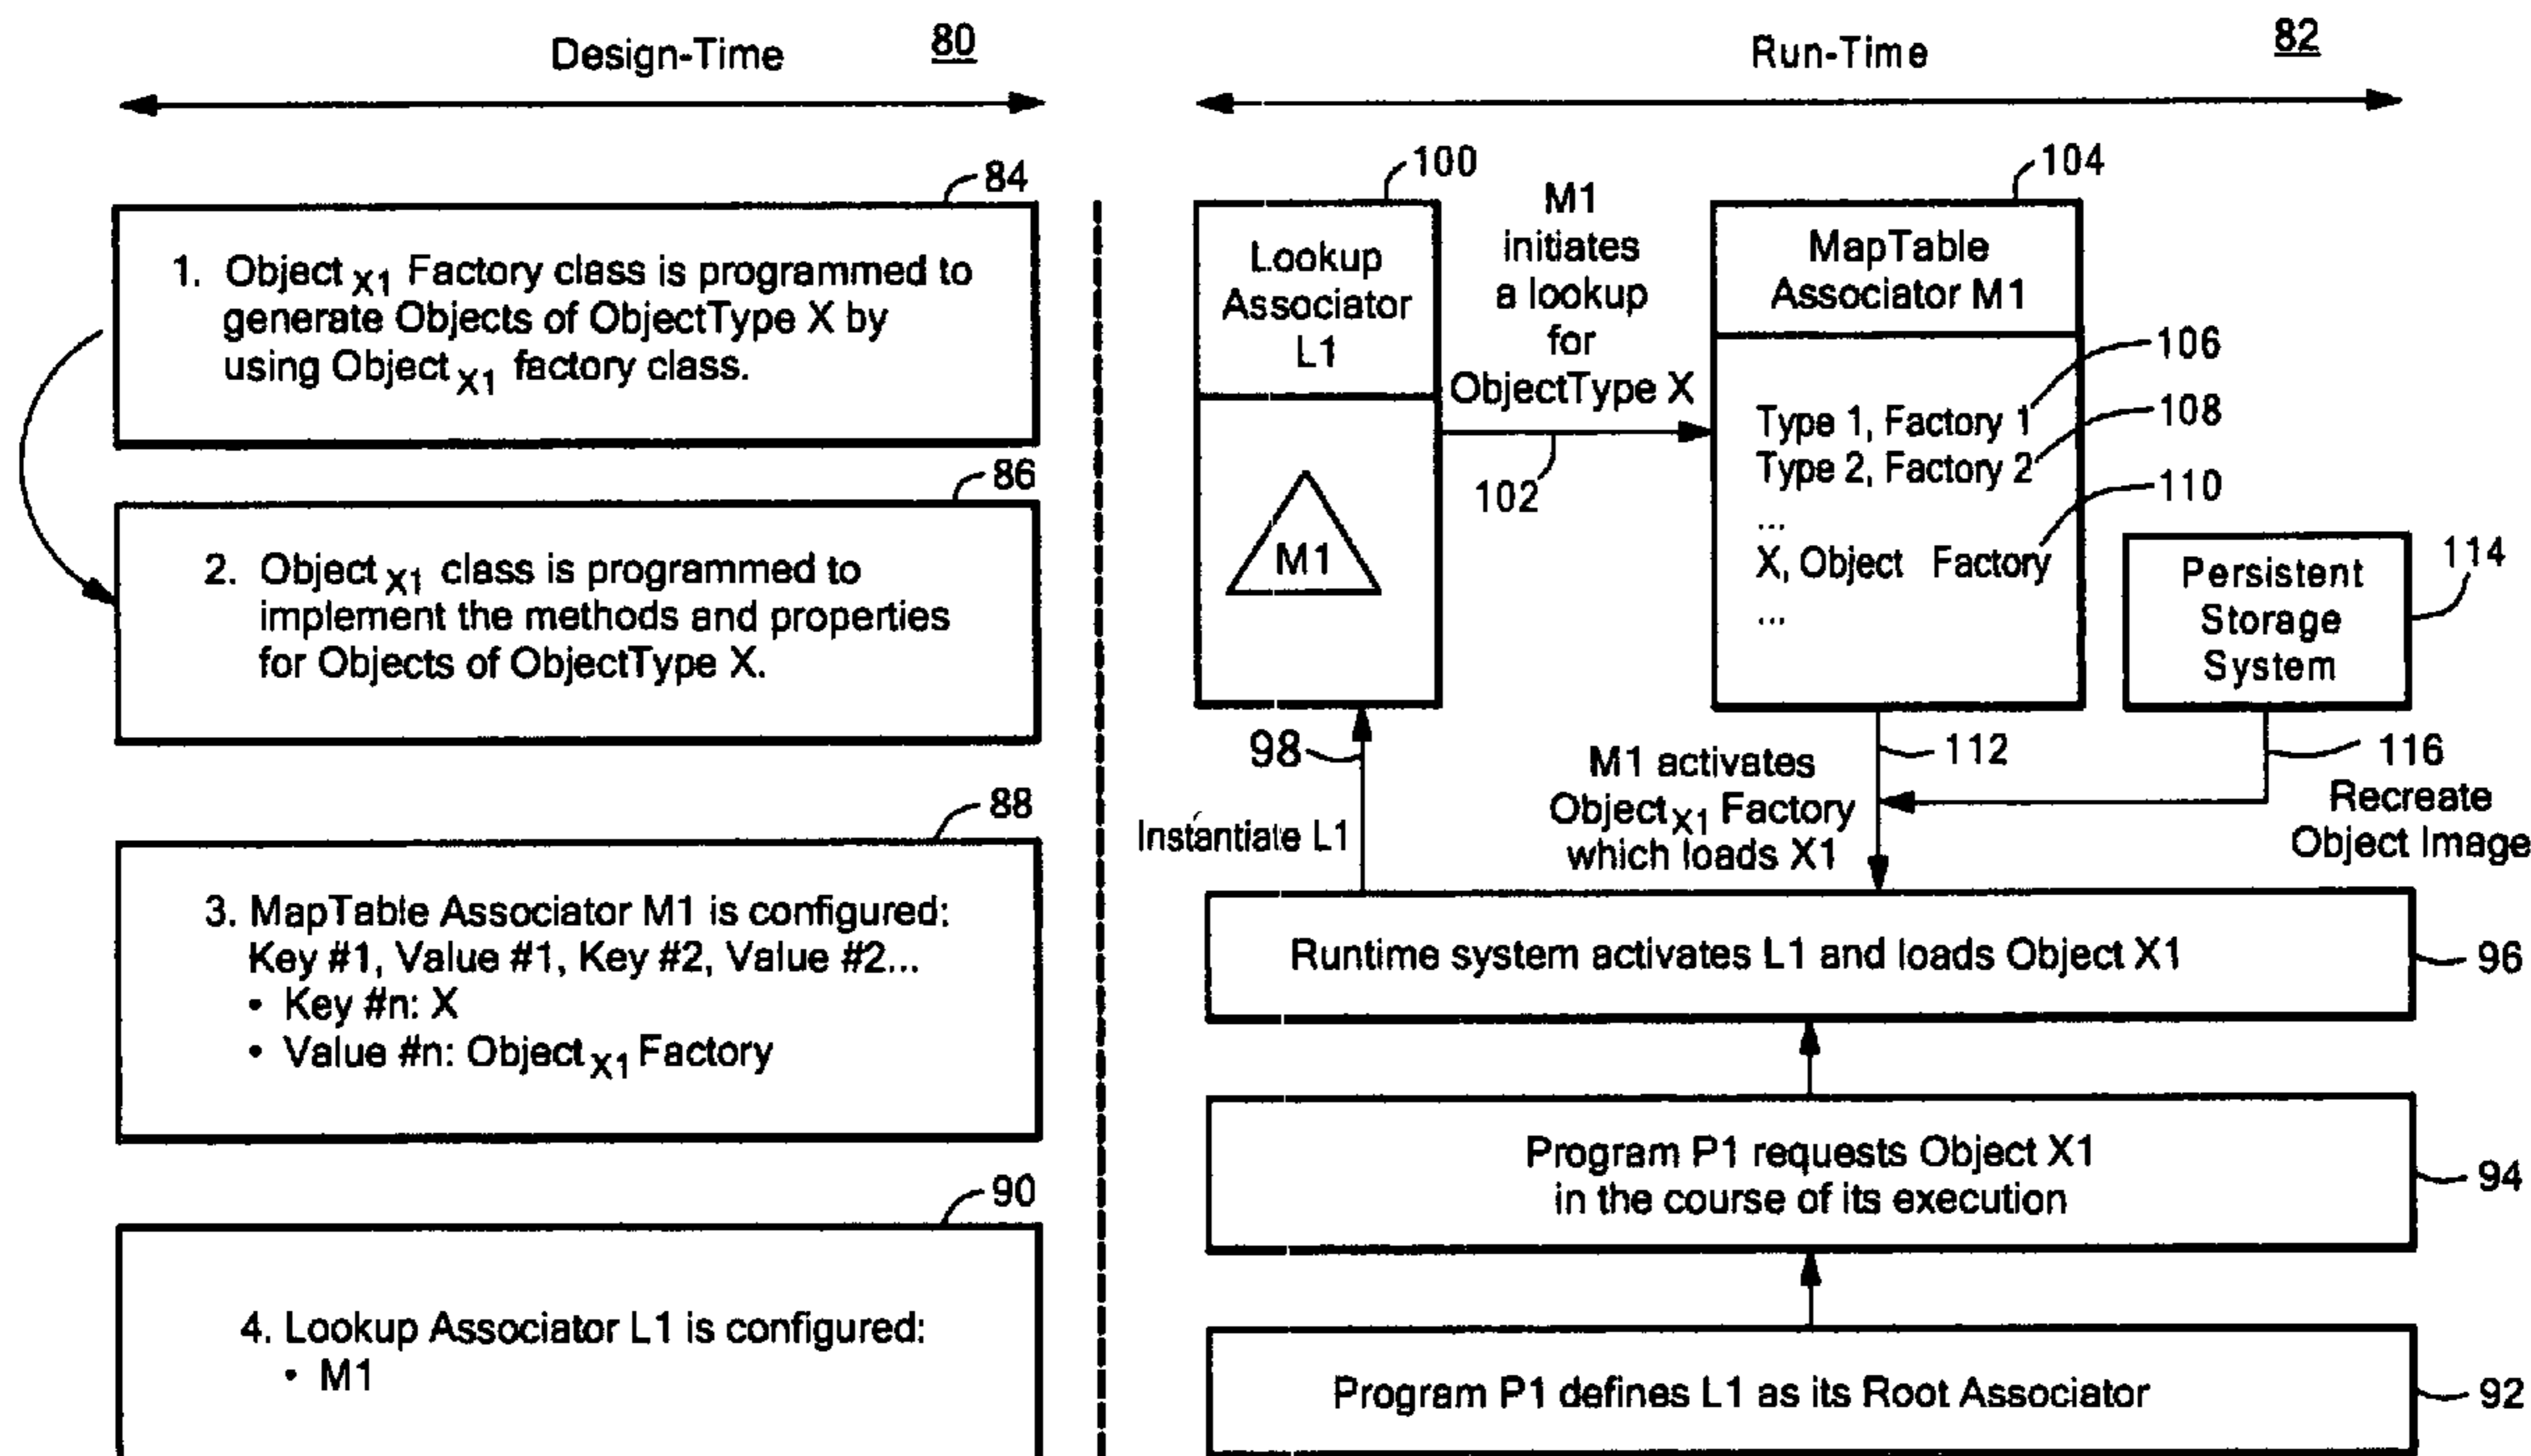 Design-Time 80
84
1. Object X1 Factory class is programmed to
generate Objects of ObjectType X by
using Object X1 factory class.
86
2. Object X1 class is programmed to
implement the methods and properties
for Objects of ObjectType X.
88
3. MapTable Associator M1 is configured:
Key #1, Value #1, Key #2, Value #2...
• Key #n: X
• Value #n: Object X1 Factory
90
4. Lookup Associator L1 is configured:
• M1
Run-Time 82
100
Lookup
Associator
L1
M1
M1
initiates
a lookup
for
ObjectType X
102
104
MapTable
Associator M1
106
Type 1, Factory 1
108
Type 2, Factory 2
110
...
X, Object Factory
...
114
Persistent
Storage
System
98
Instantiate L1
112
M1 activates
Object X1 Factory
which loads X1
116
Recreate
Object Image
Runtime system activates L1 and loads Object X1
96
Program P1 requests Object X1
in the course of its execution
94
Program P1 defines L1 as its Root Associator
92